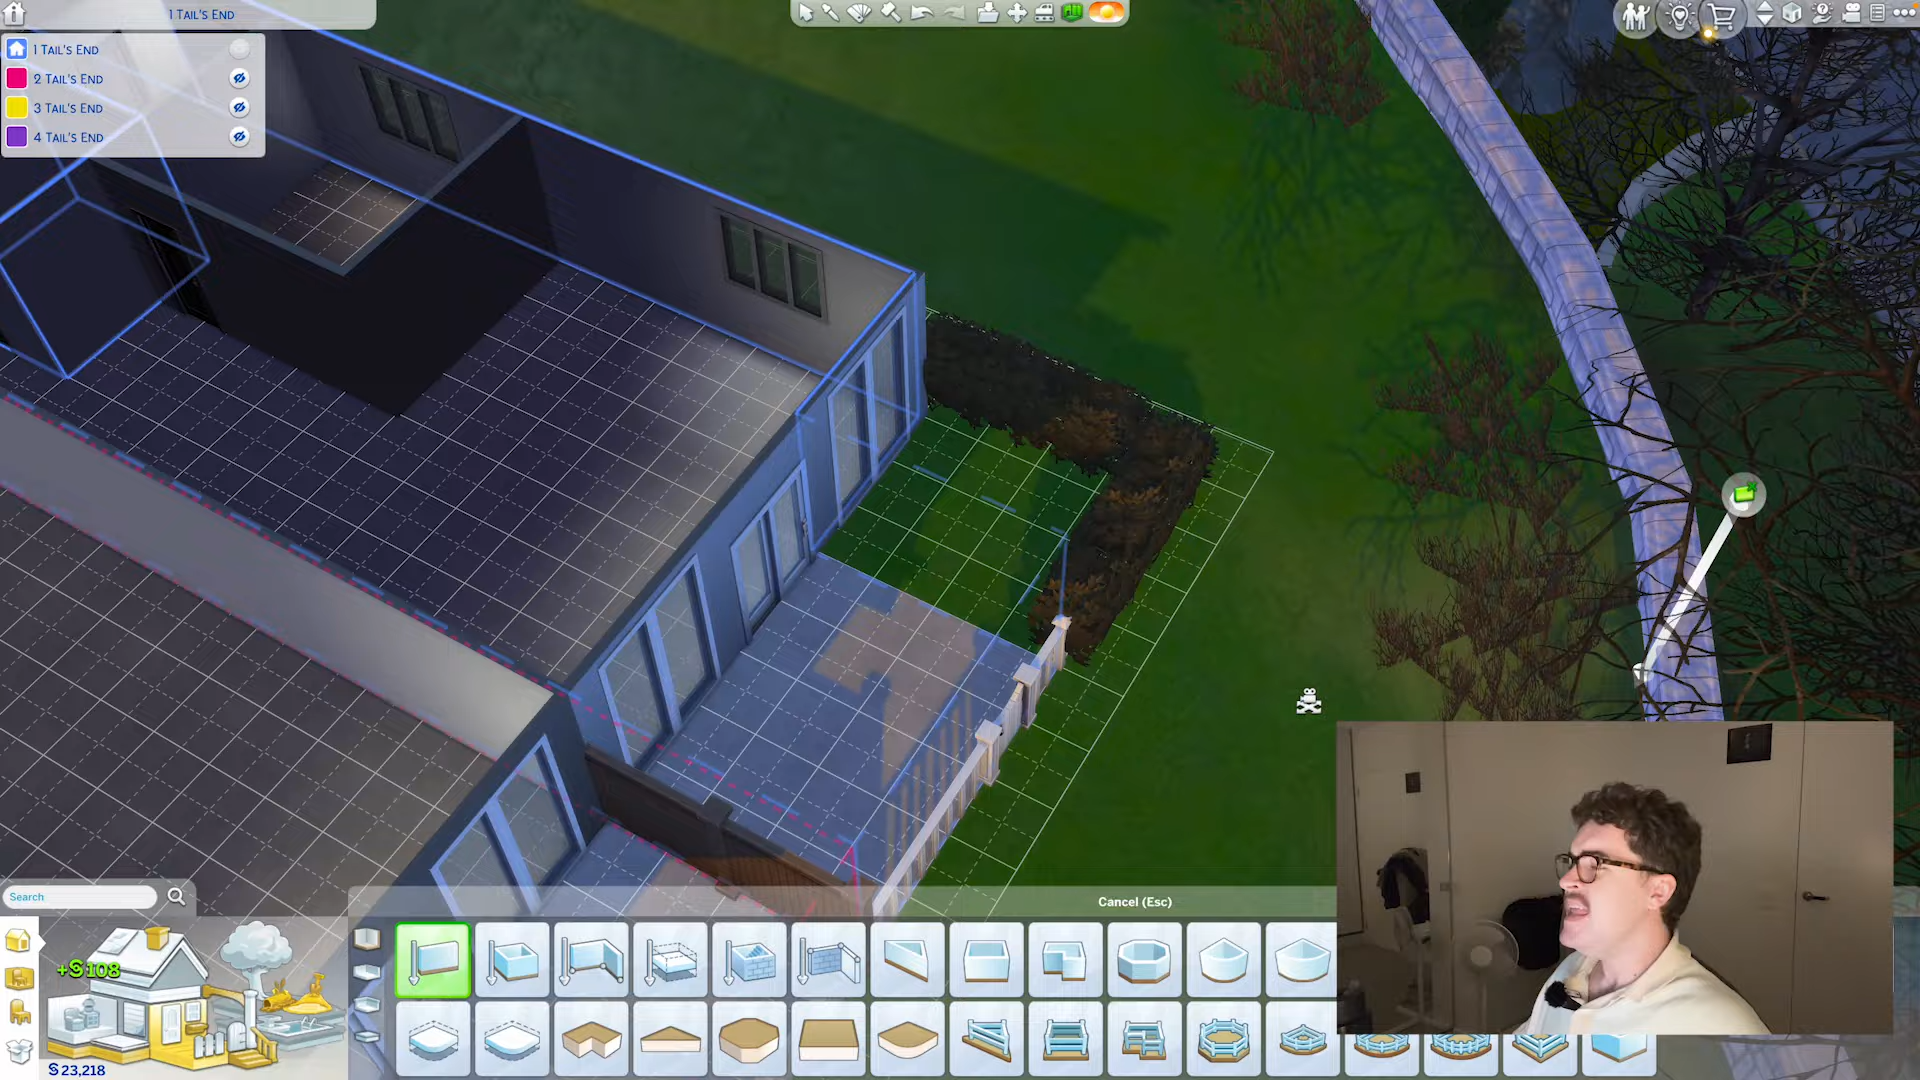 1 Tail's End
1 Tail's End
2 Tail's End
3 Tail's End
4 Tail's End
Search
Cancel (Esc)
+§108
§23,218